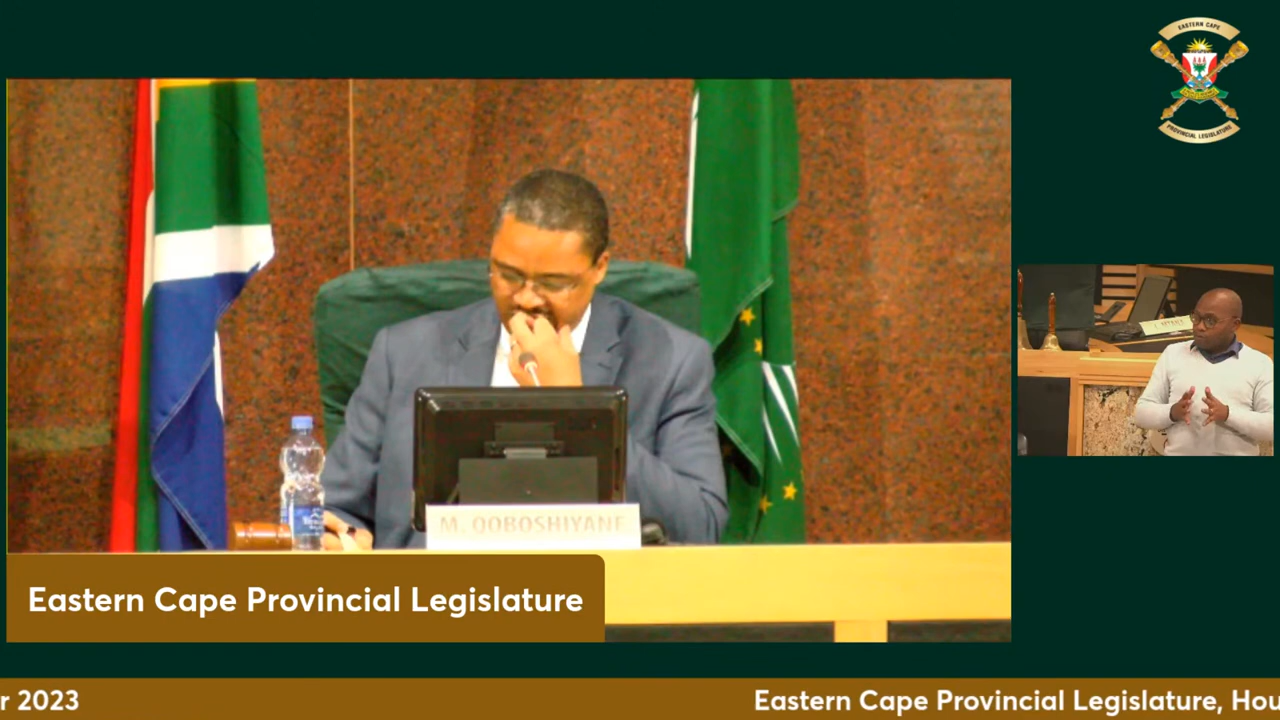 EASTERN CAPE
PROVINCIAL LEGISLATURE
M. QOBOSHIYANE
Eastern Cape Provincial Legislature
r 2023
Eastern Cape Provincial Legislature, Hou